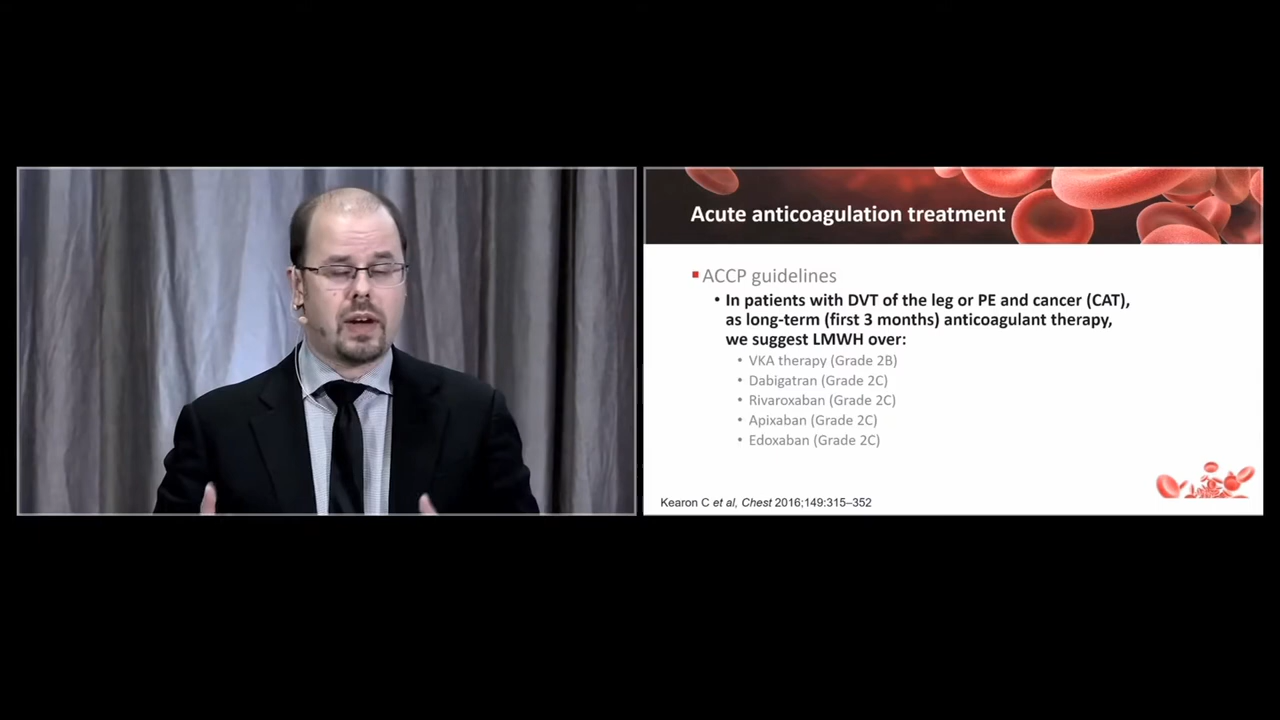 Acute anticoagulation treatment
ACCP guidelines
• In patients with DVT of the leg or PE and cancer (CAT),
as long-term (first 3 months) anticoagulant therapy,
we suggest LMWH over:
• VKA therapy (Grade 2B)
• Dabigatran (Grade 2C)
• Rivaroxaban (Grade 2C)
• Apixaban (Grade 2C)
• Edoxaban (Grade 2C)
Kearon C et al, Chest 2016;149:315–352